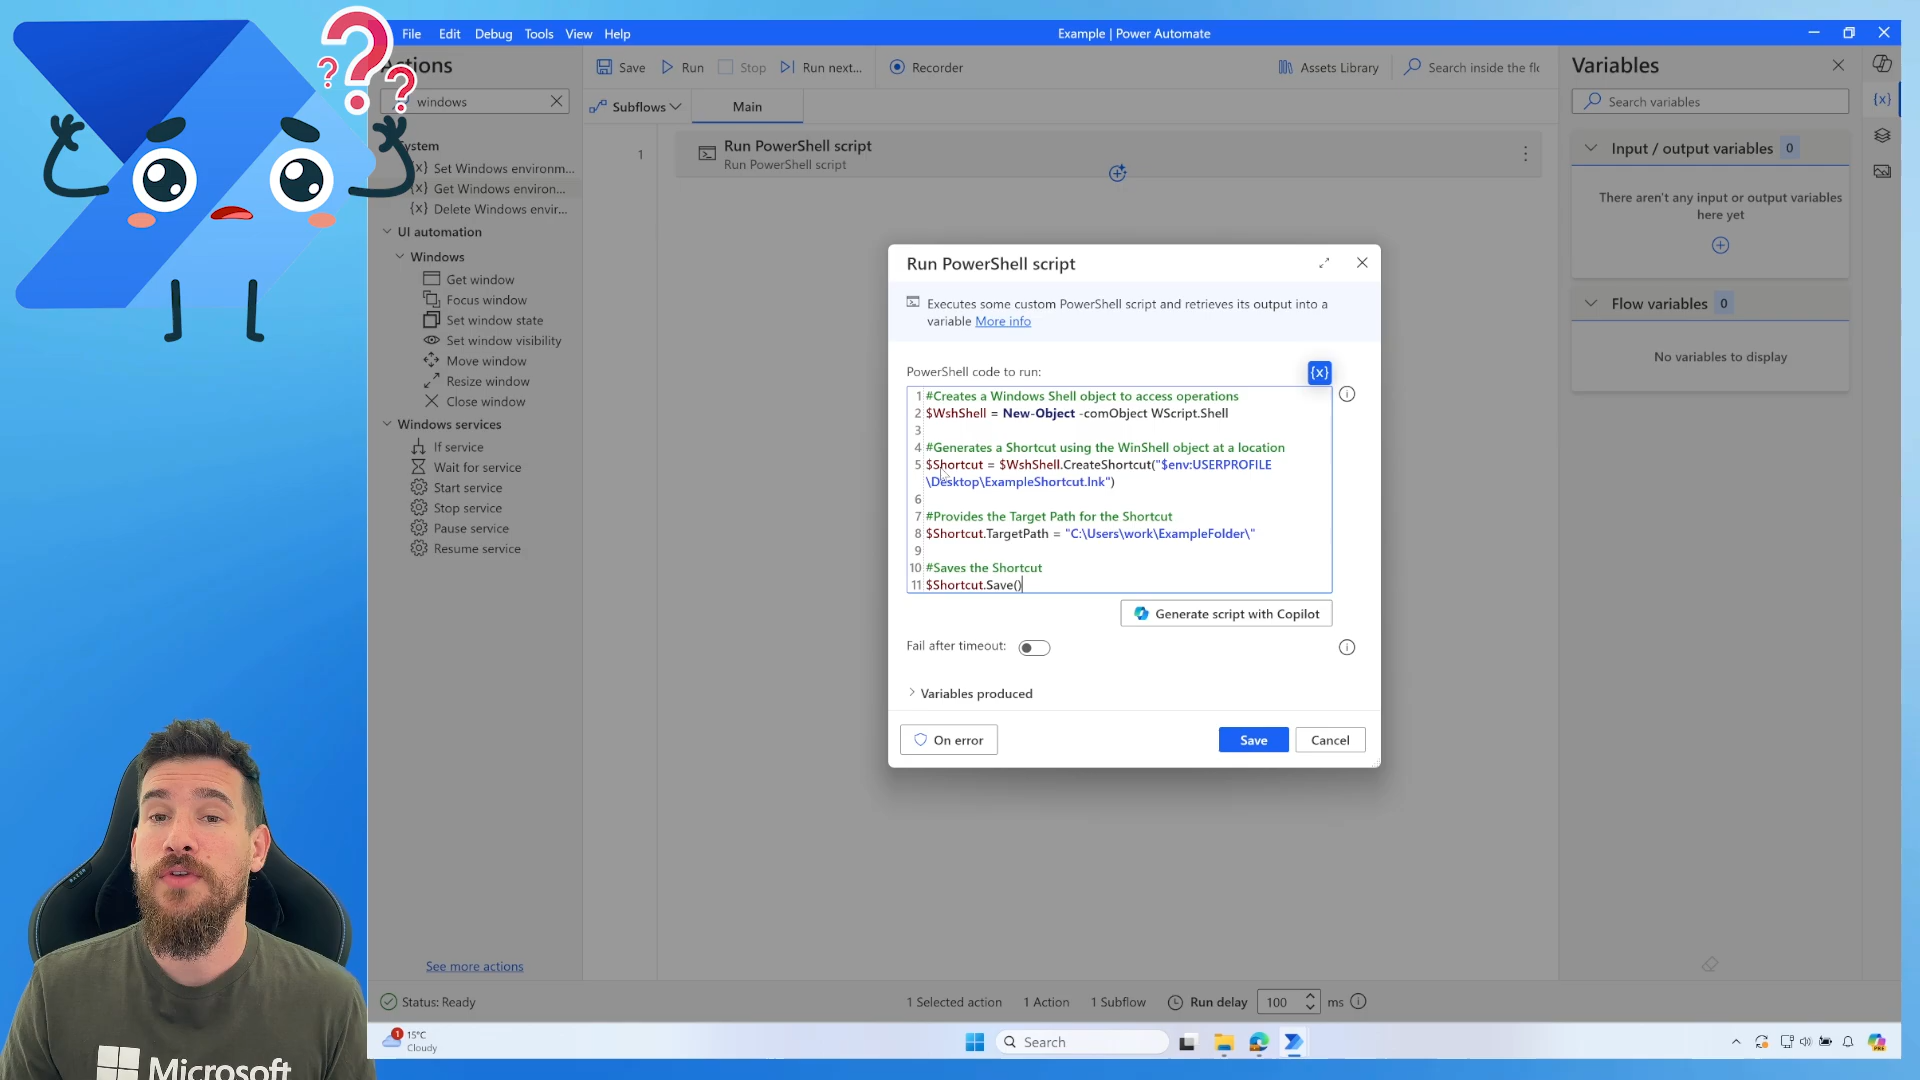 ???
File Edit Debug Tools View Help
Example | Power Automate
Actions
windows
System
{x} Set Windows environm...
{x} Get Windows environ...
{x} Delete Windows envir...
UI automation
Windows
Get window
Focus window
Set window state
Set window visibility
Move window
Resize window
Close window
Windows services
If service
Wait for service
Start service
Stop service
Pause service
Resume service
See more actions
Save Run Stop Run next... Recorder
Assets Library Search inside the flo
Subflows Main
1
Run PowerShell script
Run PowerShell script
Run PowerShell script
Executes some custom PowerShell script and retrieves its output into a
variable More info
PowerShell code to run:
{x}
1 #Creates a Windows Shell object to access operations
2 $WshShell = New-Object -comObject WScript.Shell
3
4 #Generates a Shortcut using the WinShell object at a location
5 $Shortcut = $WshShell.CreateShortcut("$env:USERPROFILE
\Desktop\ExampleShortcut.lnk")
6
7 #Provides the Target Path for the Shortcut
8 $Shortcut.TargetPath = "C:\Users\work\ExampleFolder\"
9
10 #Saves the Shortcut
11 $Shortcut.Save()
Generate script with Copilot
Fail after timeout:
Variables produced
On error
Save
Cancel
Variables
{x}
Search variables
Input / output variables 0
There aren't any input or output variables
here yet
Flow variables 0
No variables to display
Status: Ready
1 Selected action 1 Action 1 Subflow Run delay 100 ms
1
15°C
Cloudy
Search
PRE
RAZER
Microsoft